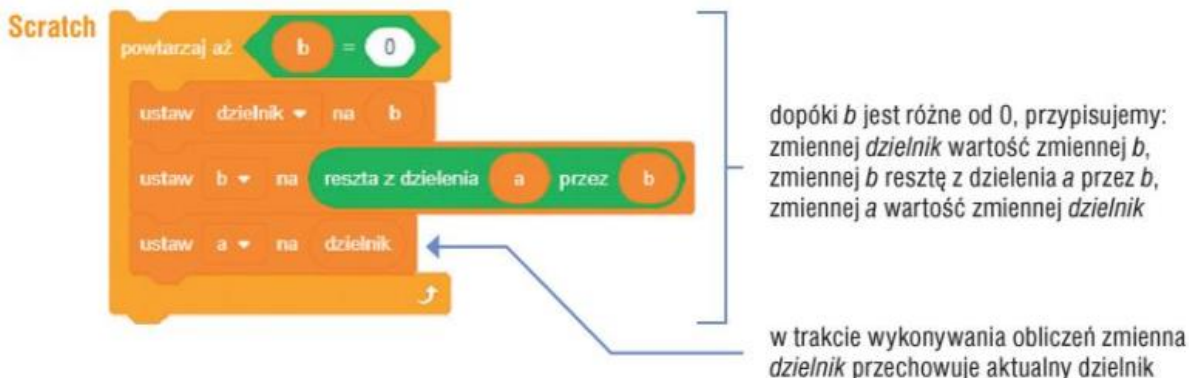 Scratch
powtarzaj aż b = 0
ustaw dzielnik na b
ustaw b na reszta z dzielenia a przez b
ustaw a na dzielnik
dopóki b jest różne od 0, przypisujemy:
zmiennej dzielnik wartość zmiennej b,
zmiennej b resztę z dzielenia a przez b,
zmiennej a wartość zmiennej dzielnik
w trakcie wykonywania obliczeń zmienna
dzielnik przechowuje aktualny dzielnik